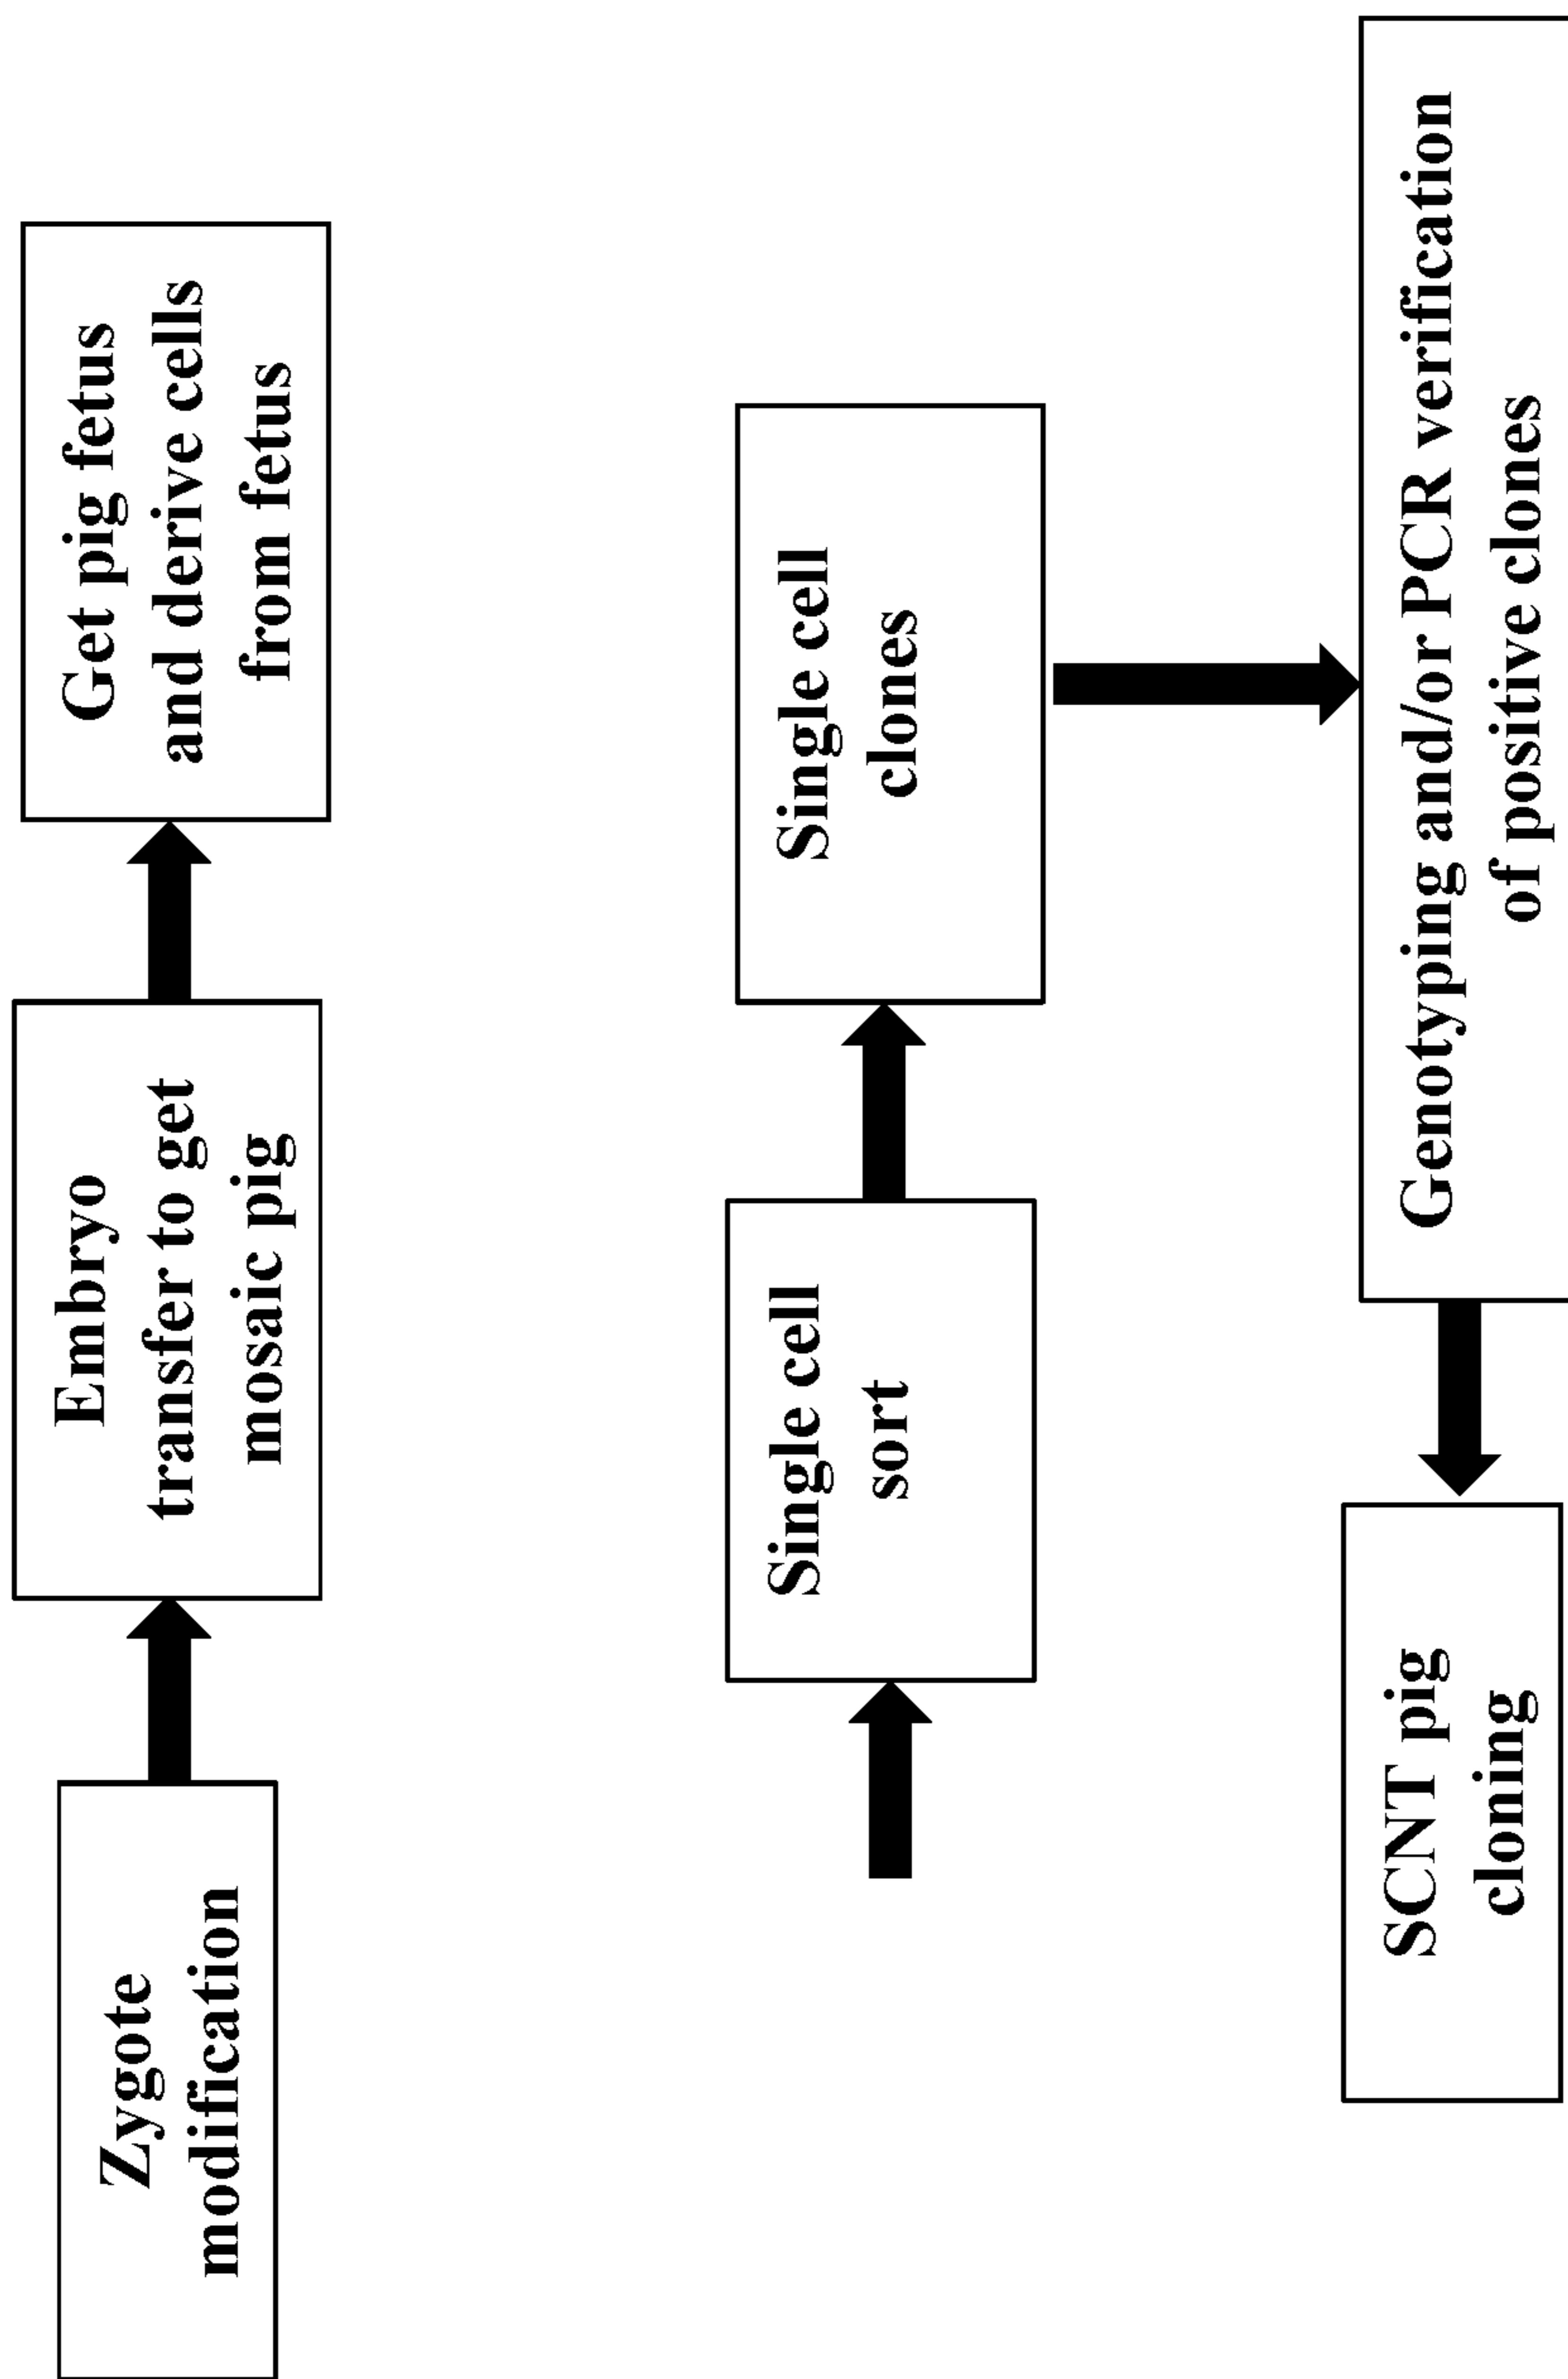 Zygote
modification
Embryo
transfer to get
mosaic pig
Get pig fetus
and derive cells
from fetus
Single cell
sort
Single cell
clones
Genotyping and/or PCR verification
of positive clones
SCNT pig
cloning